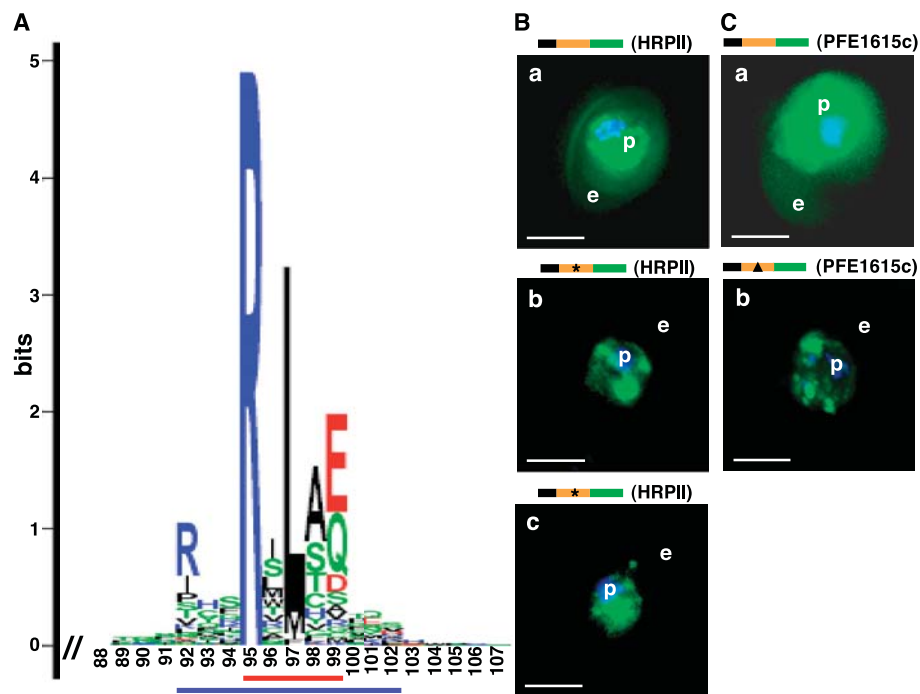 A
B
C
(HRPII)
(PFE1615c)
a
p
e
a
p
e
5
4
3
2
1
0
bits
(HRPII)
(PFE1615c)
*
▲
b
e
p
b
e
p
(HRPII)
*
c
e
p
R
A
S
T
C
E
Q
D
I
S
//
88 89 90 91 92 93 94 95 96 97 98 99 100 101 102 103 104 105 106 107